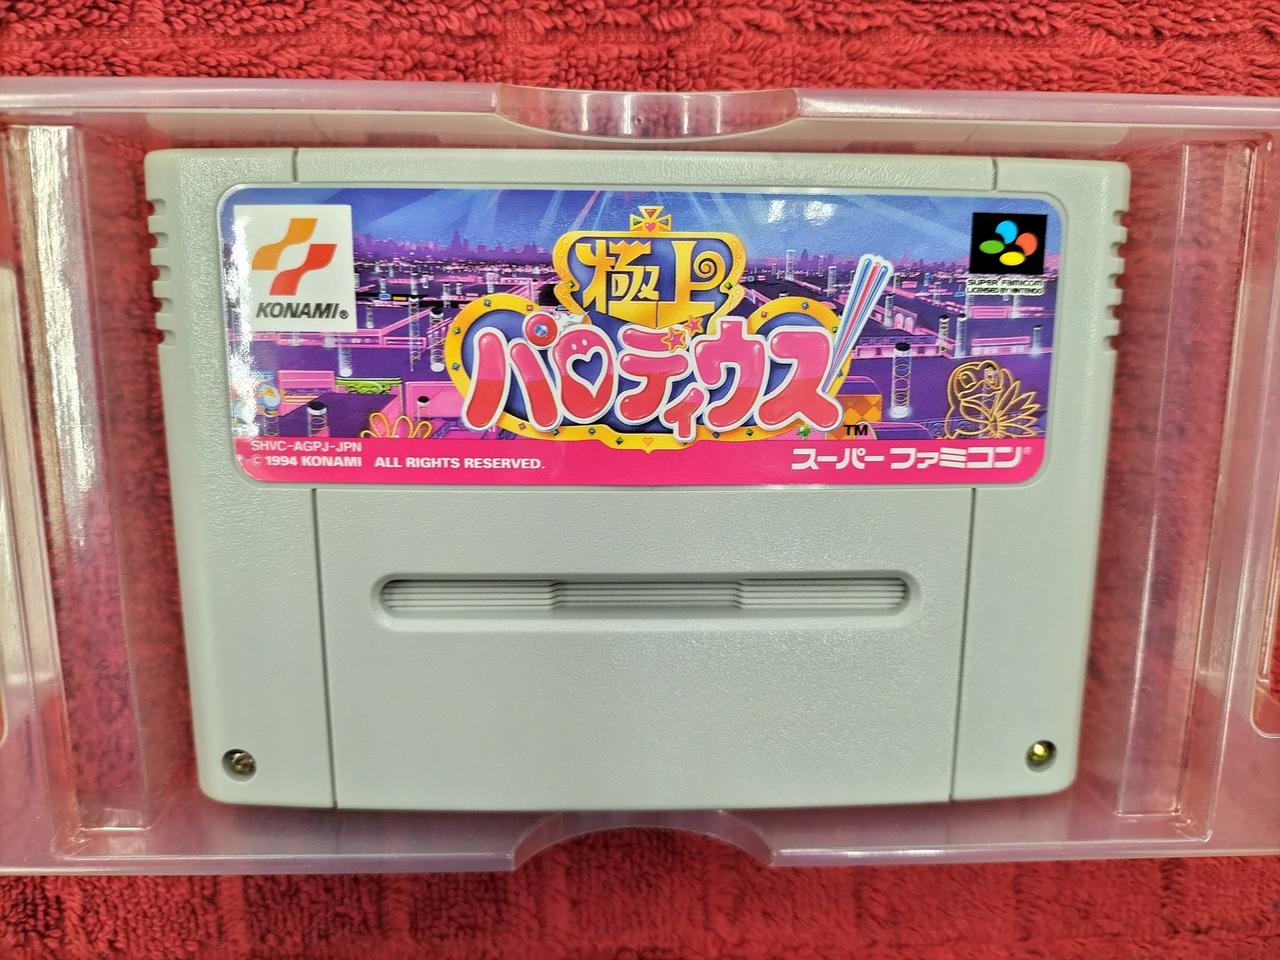 KONAMI®
極上
パロディウス
TM
SUPER FAMICOM
LICENSED BY NINTENDO
SHVC-AGPJ-JPN
© 1994 KONAMI ALL RIGHTS RESERVED.
スーパーファミコン®